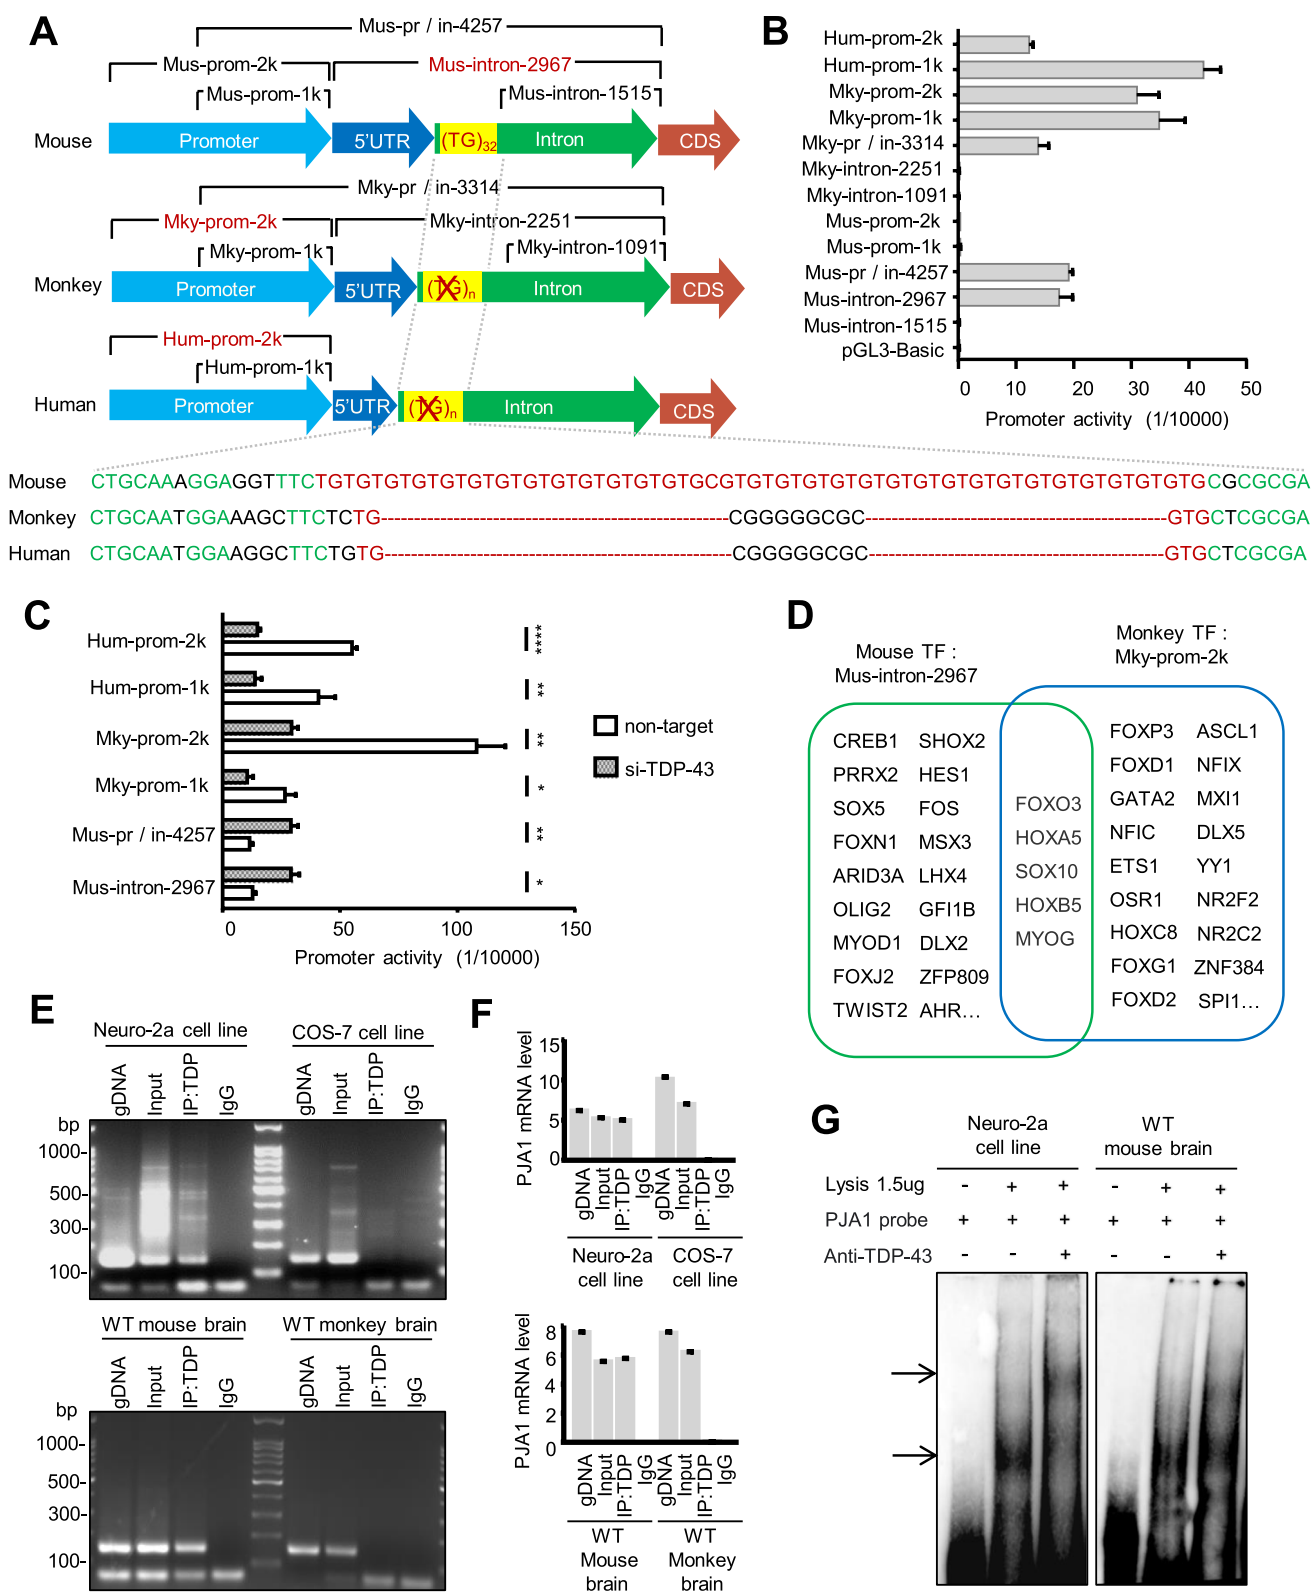 A
Mus-pr / in-4257
Mus-prom-2k
Mus-intron-2967
Mus-prom-1k
Mus-intron-1515
Mouse
Promoter
5'UTR
(TG)32
Intron
CDS
Mky-pr / in-3314
Mky-prom-2k
Mky-intron-2251
Mky-prom-1k
Mky-intron-1091
Monkey
Promoter
5'UTR
(TG)n
Intron
CDS
Hum-prom-2k
Hum-prom-1k
Human
Promoter
5'UTR
(TG)n
Intron
CDS
Mouse CTGCAAAGGAGGTTTCTGTGTGTGTGTGTGTGTGTGTGTGTGCGTGTGTGTGTGTGTGTGTGTGTGTGTGTGTGTGCGCGCGA
Monkey CTGCAATGGAAAGCTTCTCTG CGGGGGCGC GTGCTCGCGA
Human CTGCAATGGAAGGCTTCTGTG CGGGGGCGC GTGCTCGCGA
B
Hum-prom-2k
Hum-prom-1k
Mky-prom-2k
Mky-prom-1k
Mky-pr / in-3314
Mky-intron-2251
Mky-intron-1091
Mus-prom-2k
Mus-prom-1k
Mus-pr / in-4257
Mus-intron-2967
Mus-intron-1515
pGL3-Basic
0 10 20 30 40 50
Promoter activity (1/10000)
C
Hum-prom-2k
Hum-prom-1k
Mky-prom-2k
Mky-prom-1k
Mus-pr / in-4257
Mus-intron-2967
****
**
**
*
**
*
non-target
si-TDP-43
0 50 100 150
Promoter activity (1/10000)
D
Mouse TF :
Mus-intron-2967
Monkey TF :
Mky-prom-2k
CREB1 SHOX2
PRRX2 HES1
SOX5 FOS
FOXN1 MSX3
ARID3A LHX4
OLIG2 GFI1B
MYOD1 DLX2
FOXJ2 ZFP809
TWIST2 AHR...
FOXO3
HOXA5
SOX10
HOXB5
MYOG
FOXP3 ASCL1
FOXD1 NFIX
GATA2 MXI1
NFIC DLX5
ETS1 YY1
OSR1 NR2F2
HOXC8 NR2C2
FOXG1 ZNF384
FOXD2 SPI1...
E
Neuro-2a cell line
COS-7 cell line
gDNA Input IP:TDP IgG
gDNA Input IP:TDP IgG
bp
1000-
500-
300-
100-
WT mouse brain
WT monkey brain
gDNA Input IP:TDP IgG
gDNA Input IP:TDP IgG
bp
1000-
500-
300-
100-
F
PJA1 mRNA level
15
10
5
0
gDNA Input IP:TDP IgG
gDNA Input IP:TDP IgG
Neuro-2a
cell line
COS-7
cell line
PJA1 mRNA level
8
6
4
2
0
gDNA Input IP:TDP IgG
gDNA Input IP:TDP IgG
WT
Mouse
brain
WT
Monkey
brain
G
Neuro-2a
cell line
WT
mouse brain
Lysis 1.5ug - + + - + +
PJA1 probe + + + + + +
Anti-TDP-43 - - + - - +